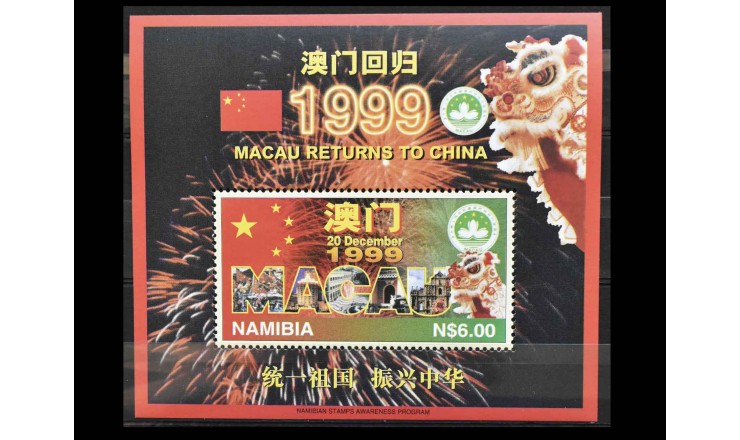 澳门回归
1999
MACAU RETURNS TO CHINA
澳门
20 December
1999
MACAU
NAMIBIA
N$6.00
统一祖国 振兴中华
NAMIBIAN STAMPS AWARENESS PROGRAM